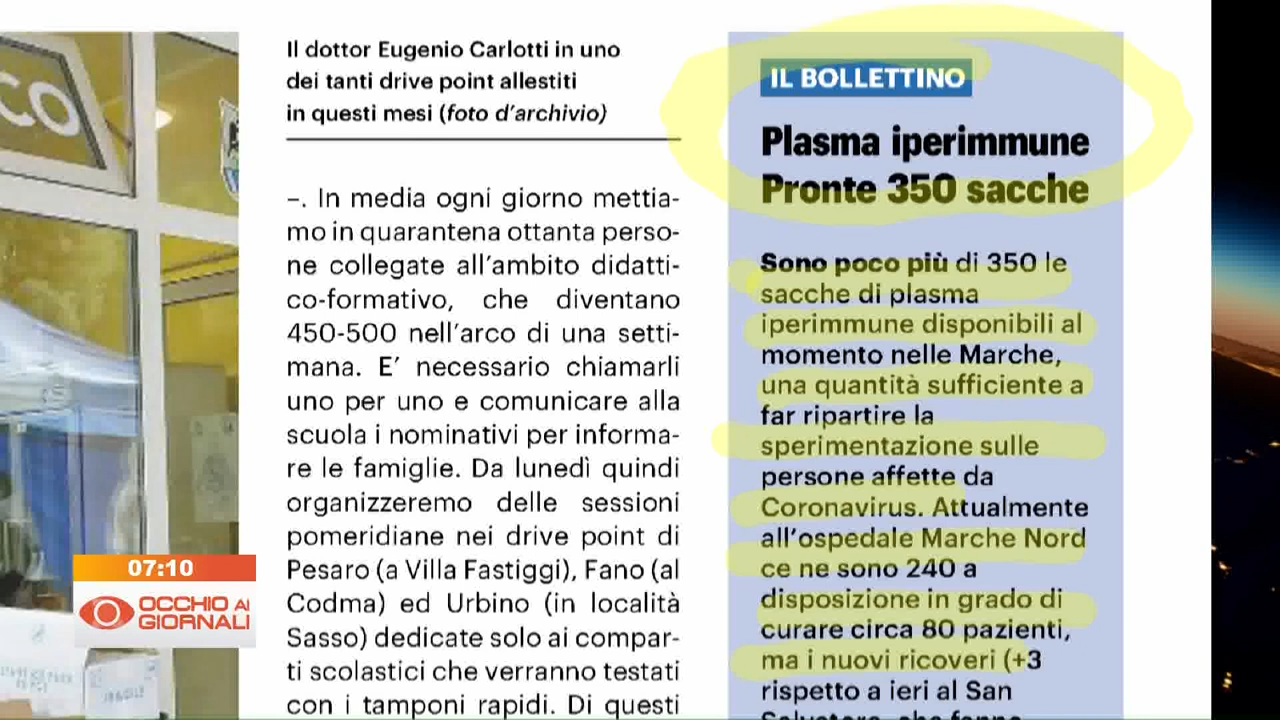 CO
Il dottor Eugenio Carlotti in uno
dei tanti drive point allestiti
in questi mesi (foto d'archivio)
–. In media ogni giorno mettia-
mo in quarantena ottanta perso-
ne collegate all'ambito didatti-
co-formativo, che diventano
450-500 nell'arco di una setti-
mana. E' necessario chiamarli
uno per uno e comunicare alla
scuola i nominativi per informa-
re le famiglie. Da lunedì quindi
organizzeremo delle sessioni
pomeridiane nei drive point di
Pesaro (a Villa Fastiggi), Fano (al
Codma) ed Urbino (in località
Sasso) dedicate solo ai compar-
ti scolastici che verranno testati
con i tamponi rapidi. Di questi
IL BOLLETTINO
Plasma iperimmune
Pronte 350 sacche
Sono poco più di 350 le
sacche di plasma
iperimmune disponibili al
momento nelle Marche,
una quantità sufficiente a
far ripartire la
sperimentazione sulle
persone affette da
Coronavirus. Attualmente
all'ospedale Marche Nord
ce ne sono 240 a
disposizione in grado di
curare circa 80 pazienti,
ma i nuovi ricoveri (+3
rispetto a ieri al San
Salvatore, che fanno
07:10
OCCHIO AI
GIORNALI